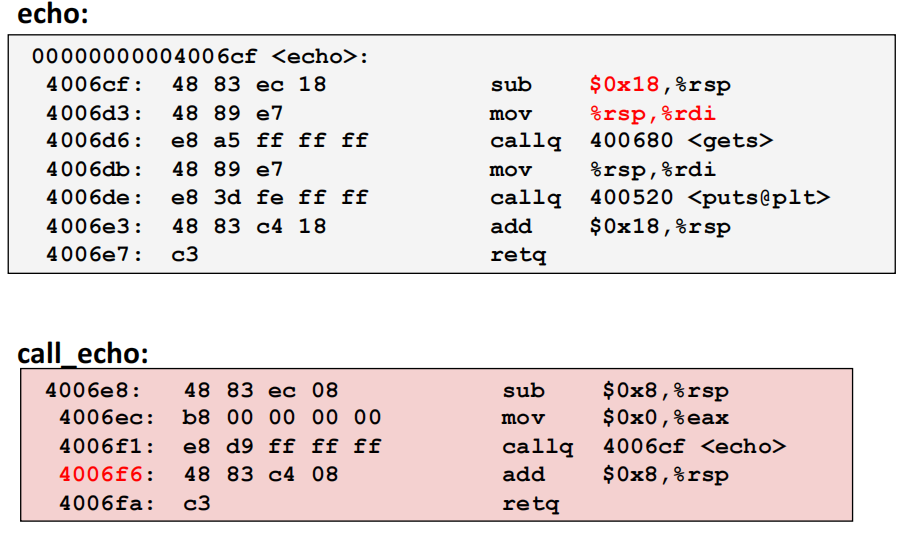 echo:
00000000004006cf <echo>:
4006cf: 48 83 ec 18 sub $0x18,%rsp
4006d3: 48 89 e7 mov %rsp,%rdi
4006d6: e8 a5 ff ff ff callq 400680 <gets>
4006db: 48 89 e7 mov %rsp,%rdi
4006de: e8 3d fe ff ff callq 400520 <puts@plt>
4006e3: 48 83 c4 18 add $0x18,%rsp
4006e7: c3 retq
call_echo:
4006e8: 48 83 ec 08 sub $0x8,%rsp
4006ec: b8 00 00 00 00 mov $0x0,%eax
4006f1: e8 d9 ff ff ff callq 4006cf <echo>
4006f6: 48 83 c4 08 add $0x8,%rsp
4006fa: c3 retq